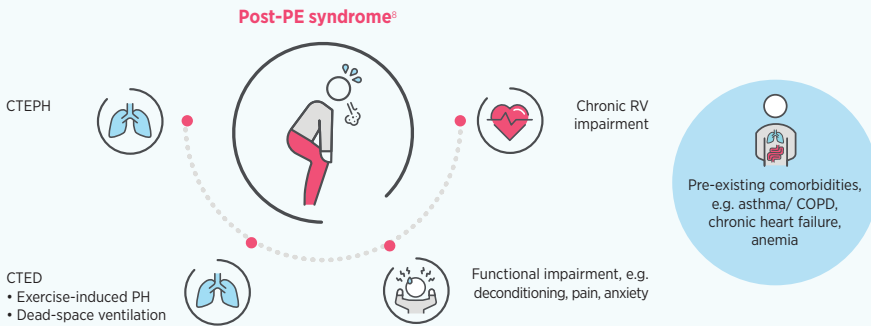 Post-PE syndrome⁸
CTEPH
Chronic RV
impairment
CTED
• Exercise-induced PH
• Dead-space ventilation
Functional impairment, e.g.
deconditioning, pain, anxiety
Pre-existing comorbidities,
e.g. asthma/ COPD,
chronic heart failure,
anemia